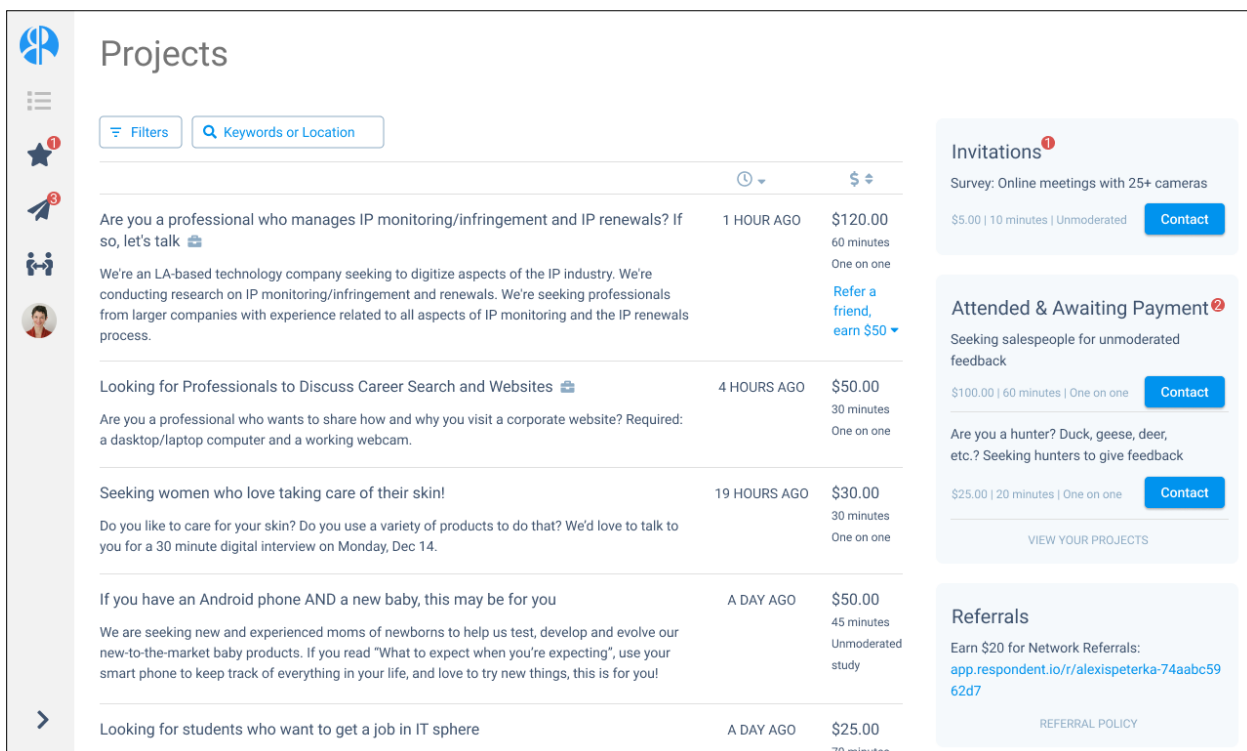 Projects
1
3
Filters
Keywords or Location
$
Are you a professional who manages IP monitoring/infringement and IP renewals? If
so, let's talk
1 HOUR AGO
$120.00
60 minutes
One on one
Refer a
friend,
earn $50
We're an LA-based technology company seeking to digitize aspects of the IP industry. We're
conducting research on IP monitoring/infringement and renewals. We're seeking professionals
from larger companies with experience related to all aspects of IP monitoring and the IP renewals
process.
Looking for Professionals to Discuss Career Search and Websites
4 HOURS AGO
$50.00
30 minutes
One on one
Are you a professional who wants to share how and why you visit a corporate website? Required:
a dasktop/laptop computer and a working webcam.
Seeking women who love taking care of their skin!
19 HOURS AGO
$30.00
30 minutes
One on one
Do you like to care for your skin? Do you use a variety of products to do that? We'd love to talk to
you for a 30 minute digital interview on Monday, Dec 14.
If you have an Android phone AND a new baby, this may be for you
A DAY AGO
$50.00
45 minutes
Unmoderated
study
We are seeking new and experienced moms of newborns to help us test, develop and evolve our
new-to-the-market baby products. If you read “What to expect when you're expecting”, use your
smart phone to keep track of everything in your life, and love to try new things, this is for you!
Looking for students who want to get a job in IT sphere
A DAY AGO
$25.00
Invitations
1
Survey: Online meetings with 25+ cameras
$5.00 | 10 minutes | Unmoderated
Contact
Attended & Awaiting Payment
2
Seeking salespeople for unmoderated
feedback
$100.00 | 60 minutes | One on one
Contact
Are you a hunter? Duck, geese, deer,
etc.? Seeking hunters to give feedback
$25.00 | 20 minutes | One on one
Contact
VIEW YOUR PROJECTS
Referrals
Earn $20 for Network Referrals:
app.respondent.io/r/alexispeterka-74aabc59
62d7
REFERRAL POLICY